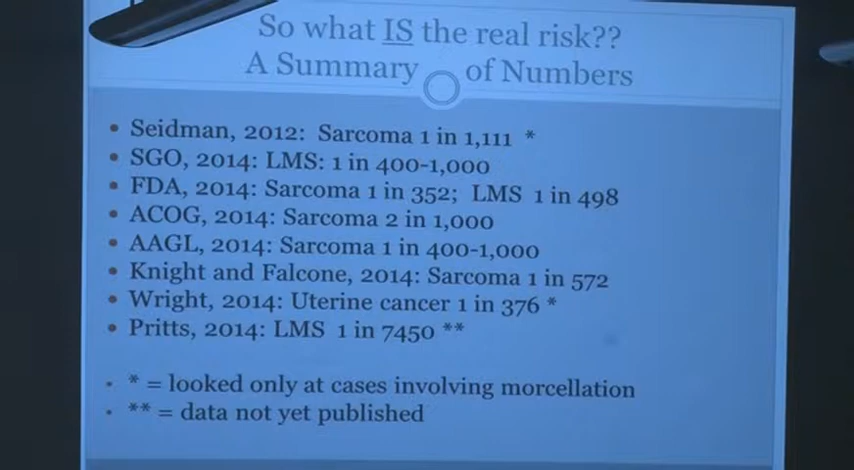 So what IS the real risk??
A Summary of Numbers
• Seidman, 2012: Sarcoma 1 in 1,111 *
• SGO, 2014: LMS: 1 in 400-1,000
• FDA, 2014: Sarcoma 1 in 352; LMS 1 in 498
• ACOG, 2014: Sarcoma 2 in 1,000
• AAGL, 2014: Sarcoma 1 in 400-1,000
• Knight and Falcone, 2014: Sarcoma 1 in 572
• Wright, 2014: Uterine cancer 1 in 376 *
• Pritts, 2014: LMS 1 in 7450 **
• * = looked only at cases involving morcellation
• ** = data not yet published